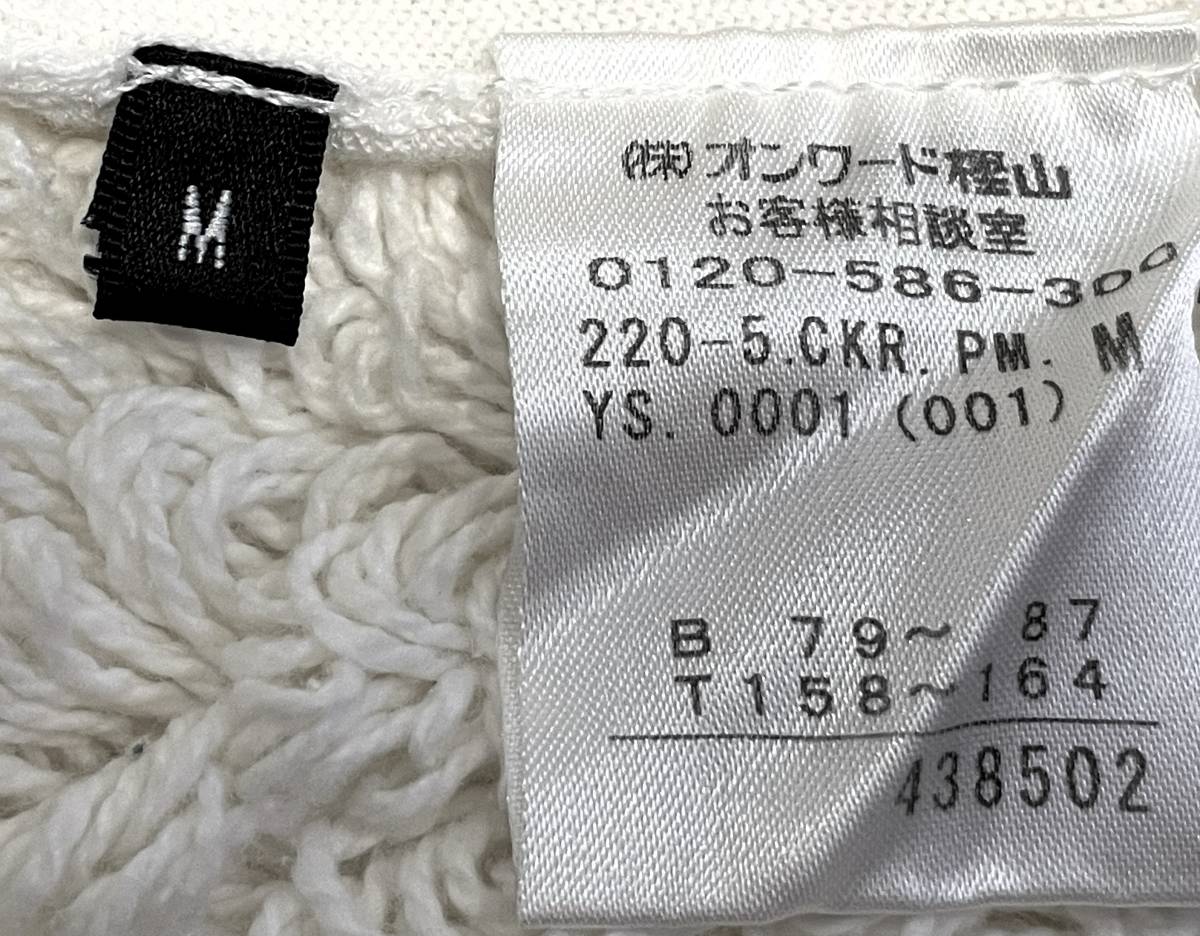 M
(株)オンワード樫山
お客様相談室
0120-586-300
220-5.CKR. PM. M
YS. 0001 (001)
B 79~ 87
T158~164
438502